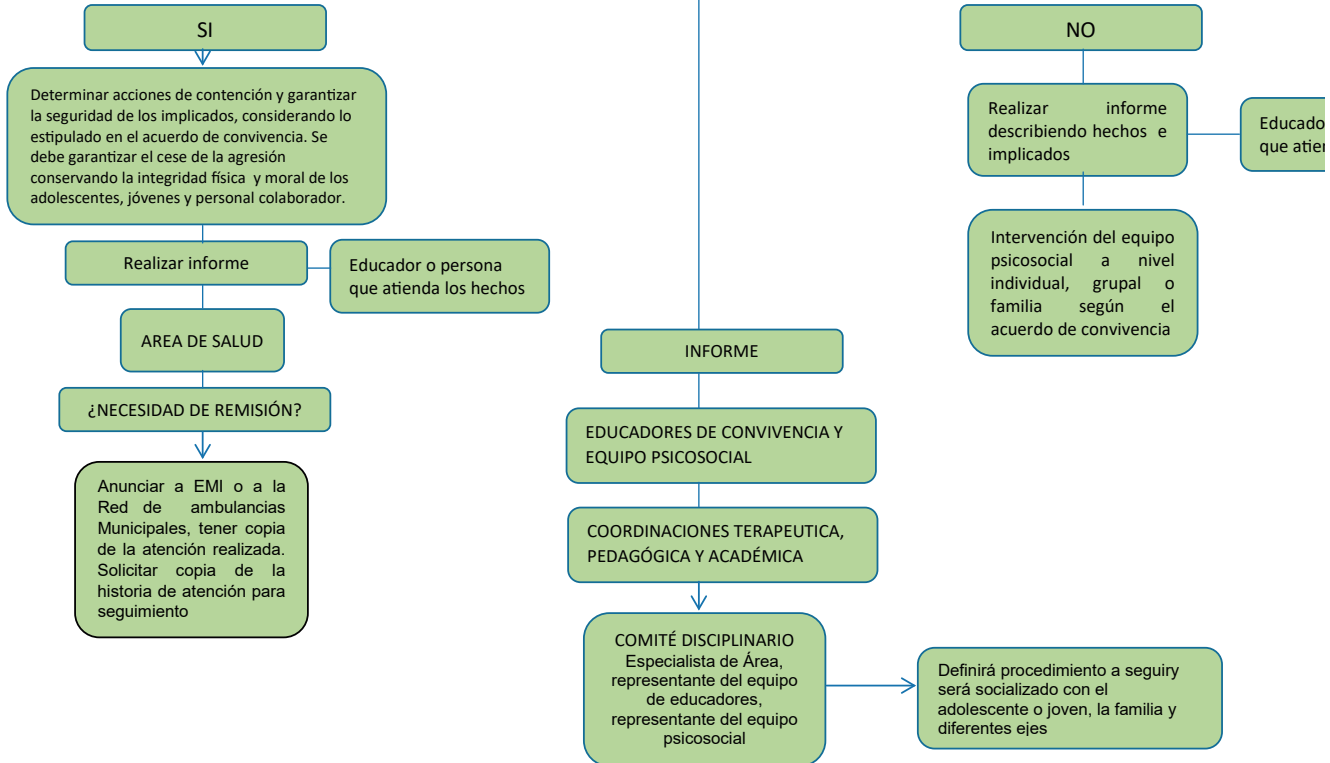 SI
Determinar acciones de contención y garantizar
la seguridad de los implicados, considerando lo
estipulado en el acuerdo de convivencia. Se
debe garantizar el cese de la agresión
conservando la integridad física y moral de los
adolescentes, jóvenes y personal colaborador.
Realizar informe
Educador o persona
que atienda los hechos
AREA DE SALUD
¿NECESIDAD DE REMISIÓN?
Anunciar a EMI o a la
Red de ambulancias
Municipales, tener copia
de la atención realizada.
Solicitar copia de la
historia de atención para
seguimiento
INFORME
EDUCADORES DE CONVIVENCIA Y
EQUIPO PSICOSOCIAL
COORDINACIONES TERAPEUTICA,
PEDAGÓGICA Y ACADÉMICA
COMITÉ DISCIPLINARIO
Especialista de Área,
representante del equipo
de educadores,
representante del equipo
psicosocial
Definirá procedimiento a seguiry
será socializado con el
adolescente o joven, la familia y
diferentes ejes
NO
Realizar informe
describiendo hechos e
implicados
Educado
que atien
Intervención del equipo
psicosocial a nivel
individual, grupal o
familia según el
acuerdo de convivencia